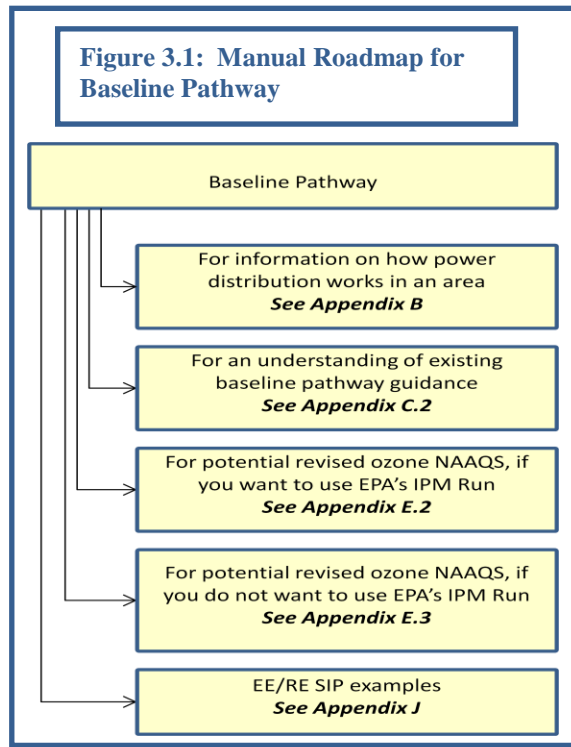 Figure 3.1: Manual Roadmap for
Baseline Pathway
Baseline Pathway
For information on how power
distribution works in an area
See Appendix B
For an understanding of existing
baseline pathway guidance
See Appendix C.2
For potential revised ozone NAAQS, if
you want to use EPA's IPM Run
See Appendix E.2
For potential revised ozone NAAQS, if
you do not want to use EPA's IPM Run
See Appendix E.3
EE/RE SIP examples
See Appendix J